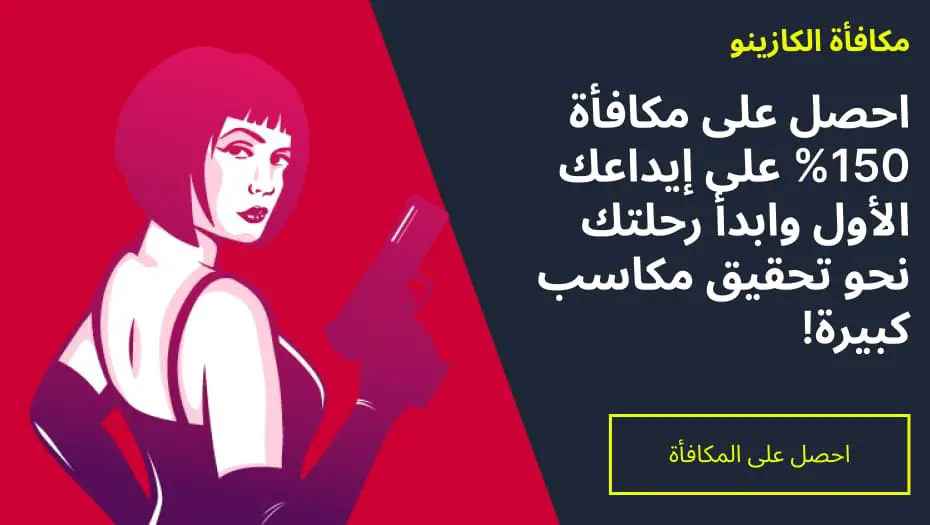 مكافأة الكازينو
احصل على مكافأة
150% على إيداعك
الأول وابدأ رحلتك
نحو تحقيق مكاسب
كبيرة!
احصل على المكافأة